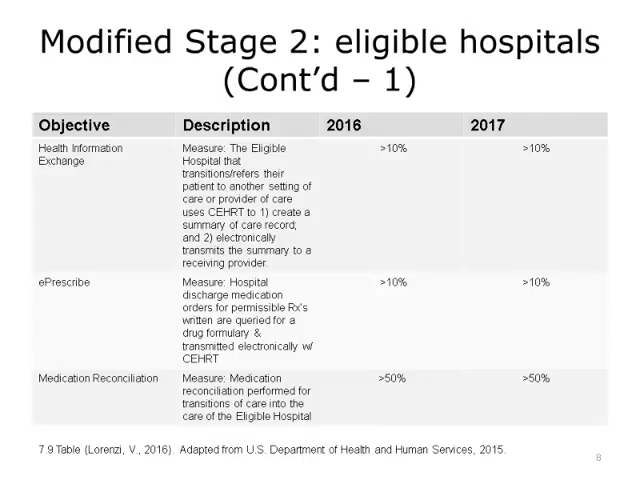 Modified Stage 2: eligible hospitals
(Cont’d – 1)
Objective Description 2016 2017
Health Information
Exchange
Measure: The Eligible
Hospital that
transitions/refers their
patient to another setting of
care or provider of care
uses CEHRT to 1) create a
summary of care record;
and 2) electronically
transmits the summary to a
receiving provider.
>10% >10%
ePrescribe
Measure: Hospital
discharge medication
orders for permissible Rx's
written are queried for a
drug formulary &
transmitted electronically w/
CEHRT
>10% >10%
Medication Reconciliation
Measure: Medication
reconciliation performed for
transitions of care into the
care of the Eligible Hospital
>50% >50%
7.9 Table (Lorenzi, V., 2016). Adapted from U.S. Department of Health and Human Services, 2015.
8